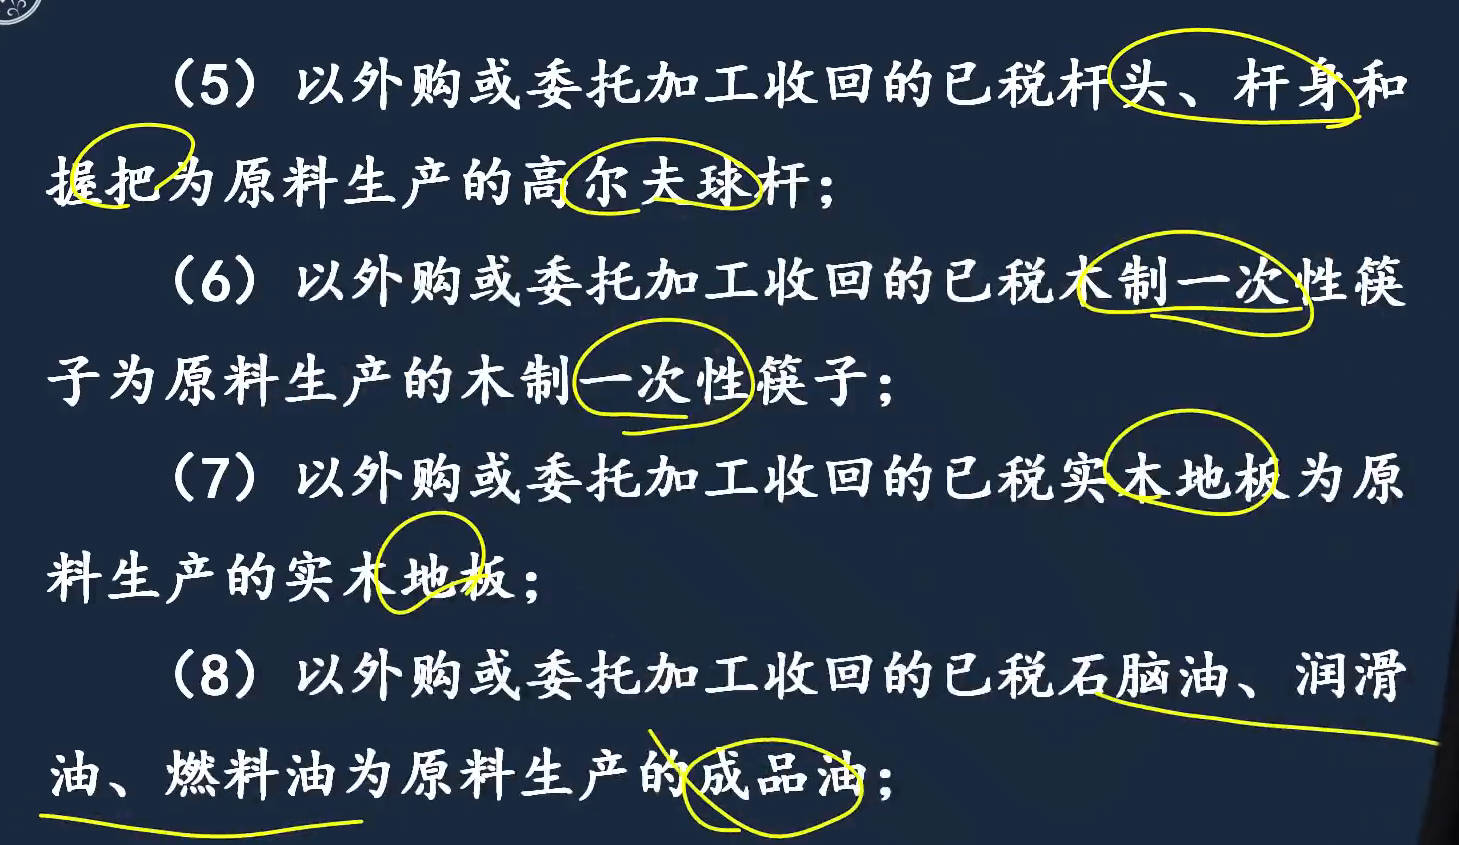 （5）以外购或委托加工收回的已税杆头、杆身和
握把为原料生产的高尔夫球杆；
（6）以外购或委托加工收回的已税木制一次性筷
子为原料生产的木制一次性筷子；
（7）以外购或委托加工收回的已税实木地板为原
料生产的实木地板；
（8）以外购或委托加工收回的已税石脑油、润滑
油、燃料油为原料生产的成品油；